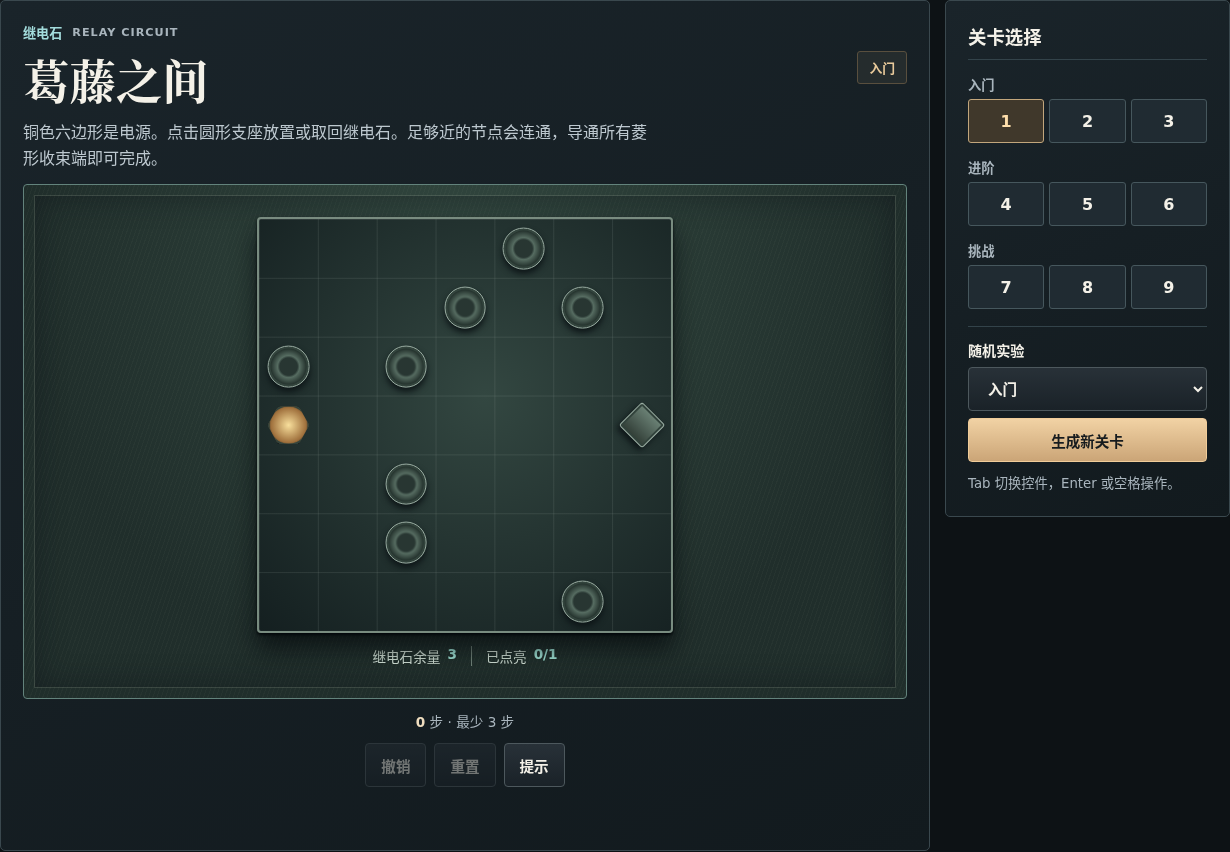 继电石 RELAY CIRCUIT
葛藤之间
入门
铜色六边形是电源。点击圆形支座放置或取回继电石。足够近的节点会连通，导通所有菱
形收束端即可完成。
继电石余量 3 已点亮 0/1
0 步 · 最少 3 步
撤销 重置 提示
关卡选择
入门
1 2 3
进阶
4 5 6
挑战
7 8 9
随机实验
入门
生成新关卡
Tab 切换控件，Enter 或空格操作。